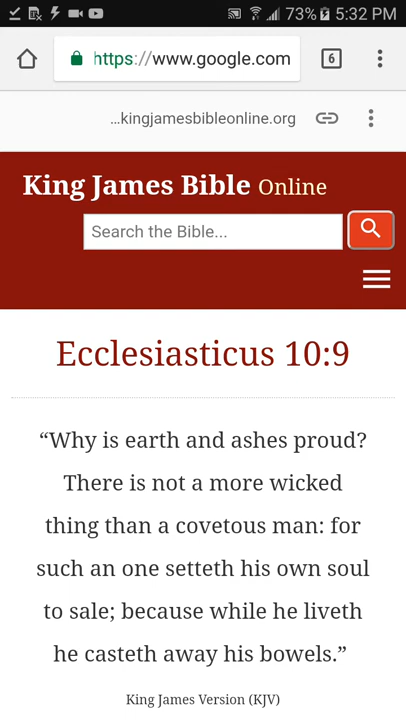 73% 5:32 PM
https://www.google.com 6
...kingjamesbibleonline.org
King James Bible Online
Search the Bible...
Ecclesiasticus 10:9
“Why is earth and ashes proud?
There is not a more wicked
thing than a covetous man: for
such an one setteth his own soul
to sale; because while he liveth
he casteth away his bowels.”
King James Version (KJV)